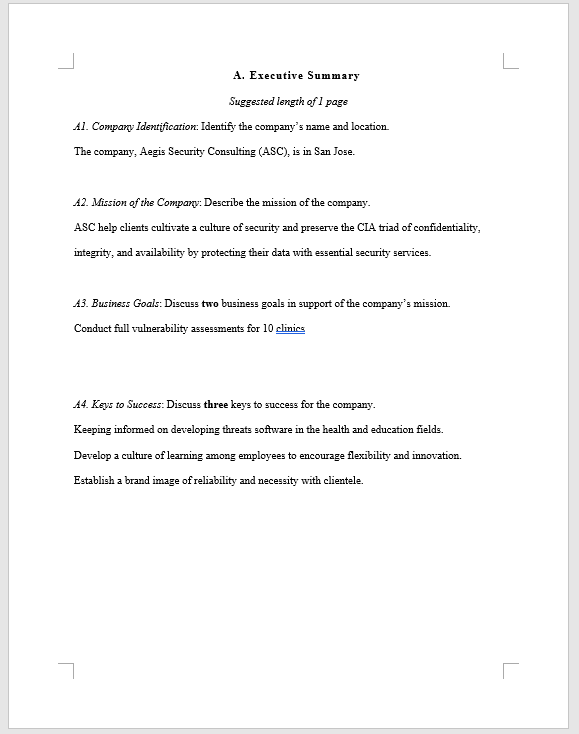 A. Executive Summary
Suggested length of 1 page
A1. Company Identification: Identify the company's name and location.
The company, Aegis Security Consulting (ASC), is in San Jose.
A2. Mission of the Company: Describe the mission of the company.
ASC help clients cultivate a culture of security and preserve the CIA triad of confidentiality,
integrity, and availability by protecting their data with essential security services.
A3. Business Goals: Discuss two business goals in support of the company's mission.
Conduct full vulnerability assessments for 10 clinics
A4. Keys to Success: Discuss three keys to success for the company.
Keeping informed on developing threats software in the health and education fields.
Develop a culture of learning among employees to encourage flexibility and innovation.
Establish a brand image of reliability and necessity with clientele.